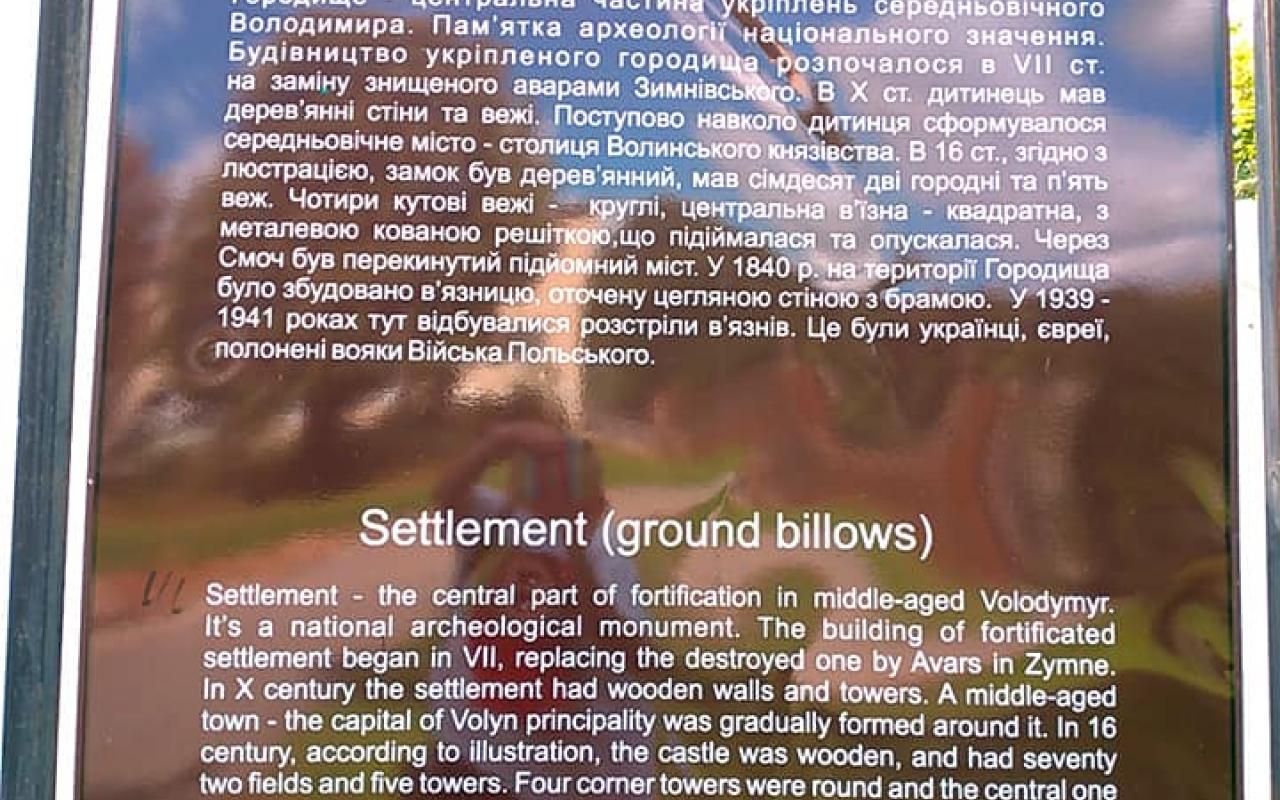 Городище - центральна частина укріплень середньовічного
Володимира. Пам'ятка археології національного значення.
Будівництво укріпленого городища розпочалося в VII ст.
на заміну знищеного аварами Зимнівського. В X ст. дитинець мав
дерев'янні стіни та вежі. Поступово навколо дитинця сформувалося
середньовічне місто - столиця Волинського князівства. В 16 ст., згідно з
люстрацією, замок був дерев'янний, мав сімдесят дві городні та п'ять
веж. Чотири кутові вежі - круглі, центральна в'їзна - квадратна, з
металевою кованою решіткою,що підіймалася та опускалася. Через
Смоч був перекинутий підйомний міст. У 1840 р. на території Городища
було збудовано в'язницю, оточену цегляною стіною з брамою. У 1939 -
1941 роках тут відбувалися розстріли в'язнів. Це були українці, євреї,
полонені вояки Війська Польського.
Settlement (ground billows)
Settlement - the central part of fortification in middle-aged Volodymyr.
It's a national archeological monument. The building of fortificated
settlement began in VII, replacing the destroyed one by Avars in Zymne.
In X century the settlement had wooden walls and towers. A middle-aged
town - the capital of Volyn principality was gradually formed around it. In 16
century, according to illustration, the castle was wooden, and had seventy
two fields and five towers. Four corner towers were round and the central one